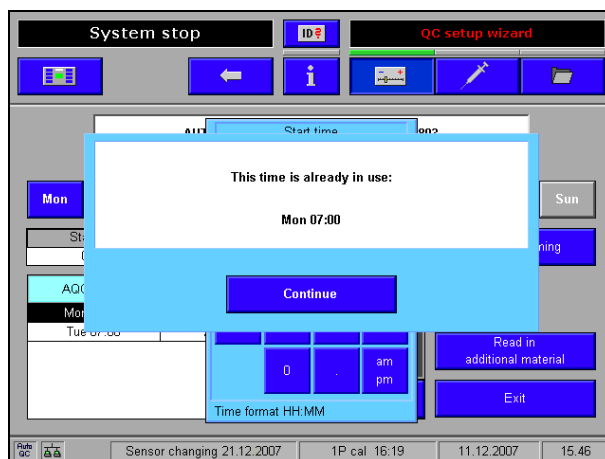 System stop
ID?
QC setup wizard
i
Start time
This time is already in use:
Mon 07:00
Mon
Sun
Continue
Read in
additional material
0 . am
pm
Exit
Time format HH:MM
Auto
QC
Sensor changing 21.12.2007
1P cal 16:19
11.12.2007
15.46